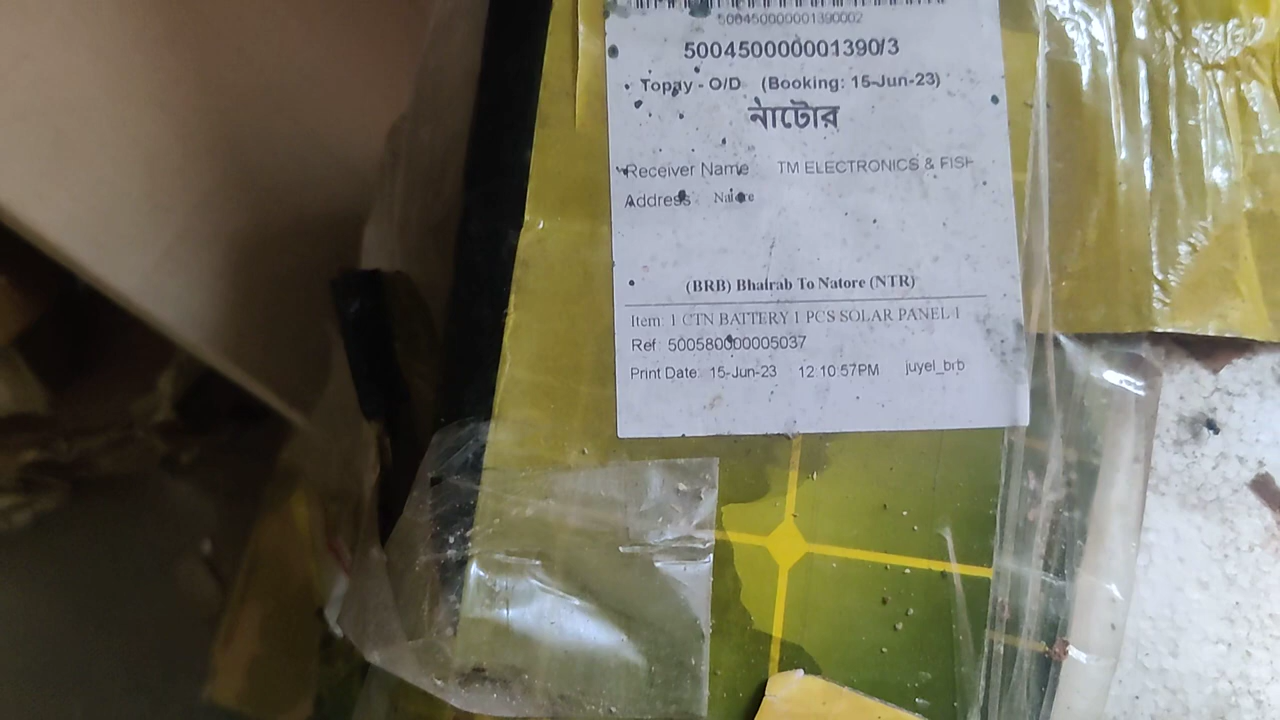 500450000001390002
500450000001390/3
Topay - O/D (Booking: 15-Jun-23)
নাটোর
Receiver Name TM ELECTRONICS & FISH
Address Natore
(BRB) Bhairab To Natore (NTR)
Item: 1 CTN BATTERY 1 PCS SOLAR PANEL 1
Ref: 500580000005037
Print Date: 15-Jun-23 12:10:57PM juyel_brb